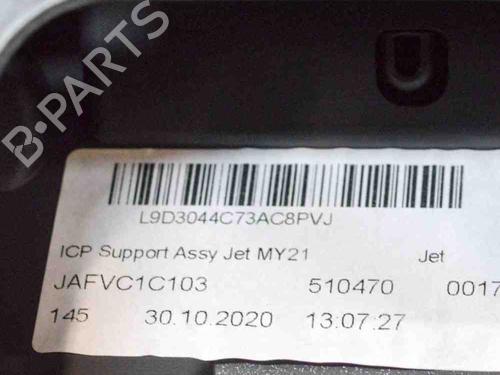 B-PARTS
L9D3044C73AC8PVJ
ICP Support Assy Jet MY21 Jet
JAFVC1C103 510470 0017
145 30.10.2020 13:07:27